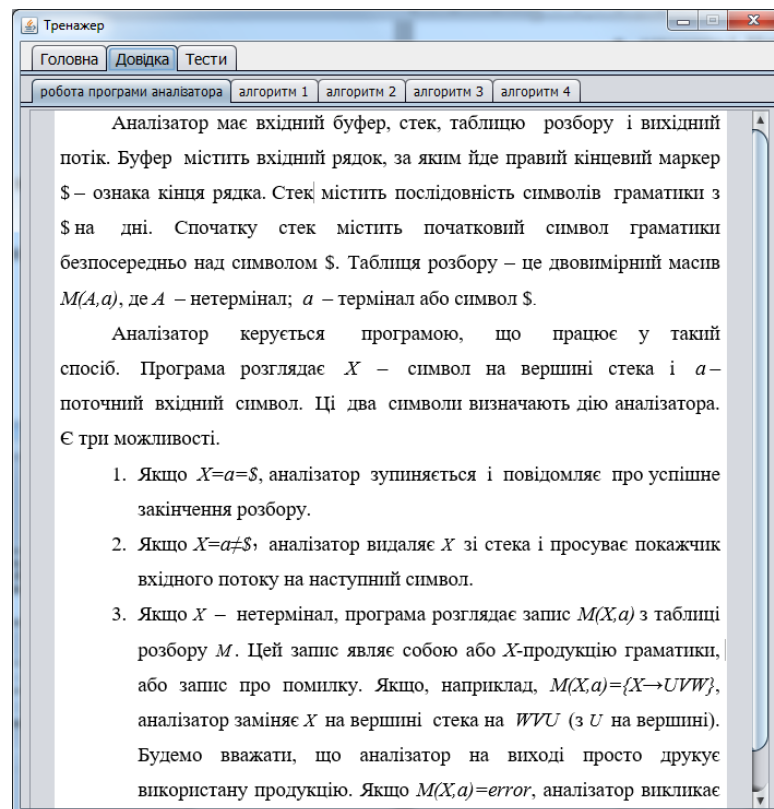 Тренажер
Головна Довідка Тести
робота програми аналізатора алгоритм 1 алгоритм 2 алгоритм 3 алгоритм 4
Аналізатор має вхідний буфер, стек, таблицю розбору і вихідний
потік. Буфер містить вхідний рядок, за яким йде правий кінцевий маркер
$ – ознака кінця рядка. Стек містить послідовність символів граматики з
$ на дні. Спочатку стек містить початковий символ граматики
безпосередньо над символом $. Таблиця розбору – це двовимірний масив
M(A,a), де A – нетермінал; a – термінал або символ $.
Аналізатор керується програмою, що працює у такий
спосіб. Програма розглядає X – символ на вершині стека і a –
поточний вхідний символ. Ці два символи визначають дію аналізатора.
Є три можливості.
1. Якщо X=a=$, аналізатор зупиняється і повідомляє про успішне
закінчення розбору.
2. Якщо X=a≠$, аналізатор видаляє X зі стека і просуває покажчик
вхідного потоку на наступний символ.
3. Якщо X – нетермінал, програма розглядає запис M(X,a) з таблиці
розбору M. Цей запис являє собою або X-продукцію граматики,
або запис про помилку. Якщо, наприклад, M(X,a)={X→UVW},
аналізатор заміняє X на вершині стека на WVU (з U на вершині).
Будемо вважати, що аналізатор на виході просто друкує
використану продукцію. Якщо M(X,a)=error, аналізатор викликає